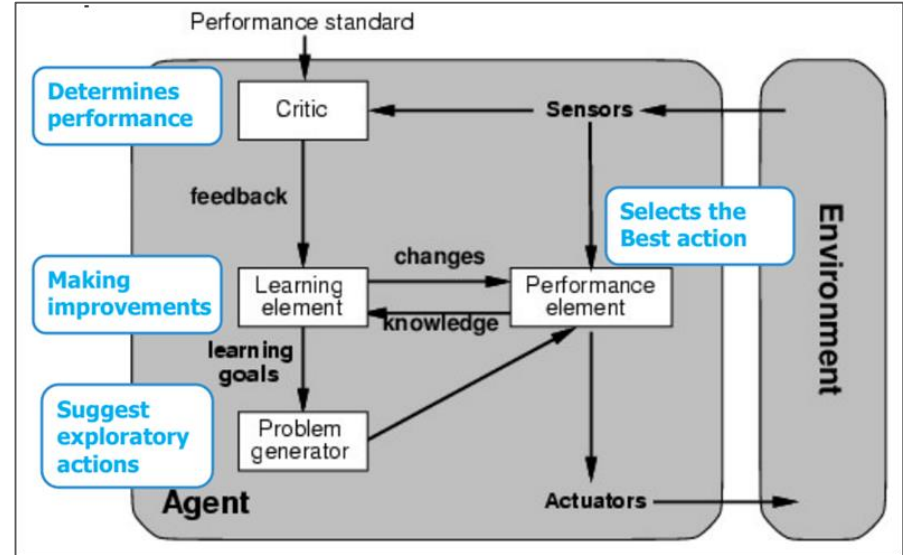 Performance standard
Determines
performance
Critic
Sensors
feedback
Selects the
Best action
changes
Making
improvements
Learning
element
Performance
element
knowledge
learning
goals
Suggest
exploratory
actions
Problem
generator
Agent
Actuators
Environment